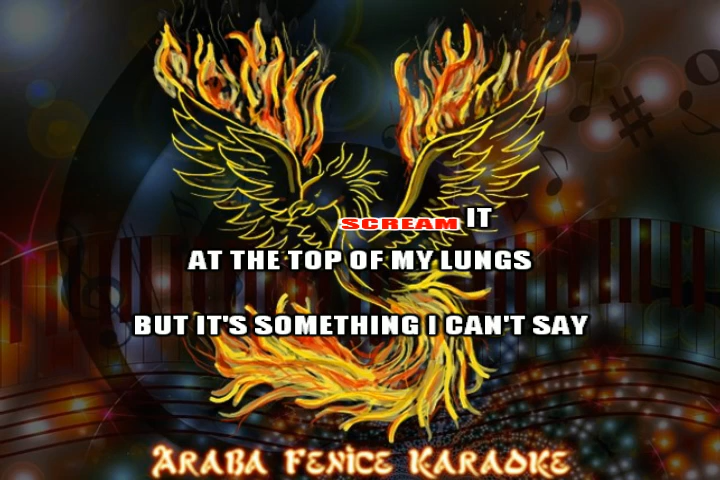 SCREAM IT
AT THE TOP OF MY LUNGS
BUT IT'S SOMETHING I CAN'T SAY
ARABA FENICE KARAOKE